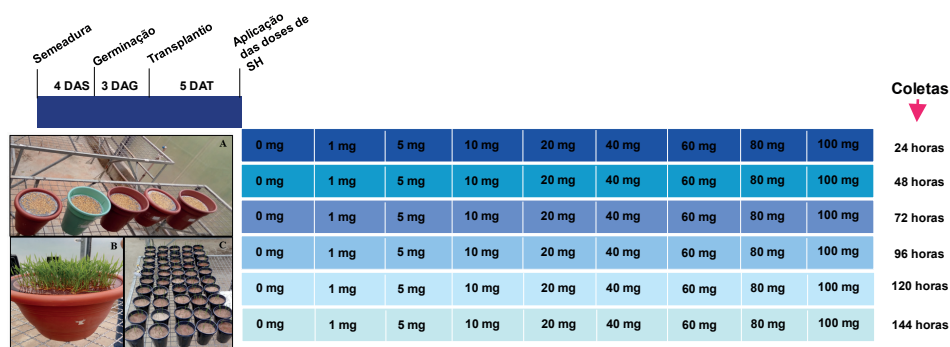 Semeadura
Germinação
Transplantio
Aplicação
das doses de
SH
4 DAS
3 DAG
5 DAT
Coletas
A
B
C
0 mg 1 mg 5 mg 10 mg 20 mg 40 mg 60 mg 80 mg 100 mg 24 horas
0 mg 1 mg 5 mg 10 mg 20 mg 40 mg 60 mg 80 mg 100 mg 48 horas
0 mg 1 mg 5 mg 10 mg 20 mg 40 mg 60 mg 80 mg 100 mg 72 horas
0 mg 1 mg 5 mg 10 mg 20 mg 40 mg 60 mg 80 mg 100 mg 96 horas
0 mg 1 mg 5 mg 10 mg 20 mg 40 mg 60 mg 80 mg 100 mg 120 horas
0 mg 1 mg 5 mg 10 mg 20 mg 40 mg 60 mg 80 mg 100 mg 144 horas